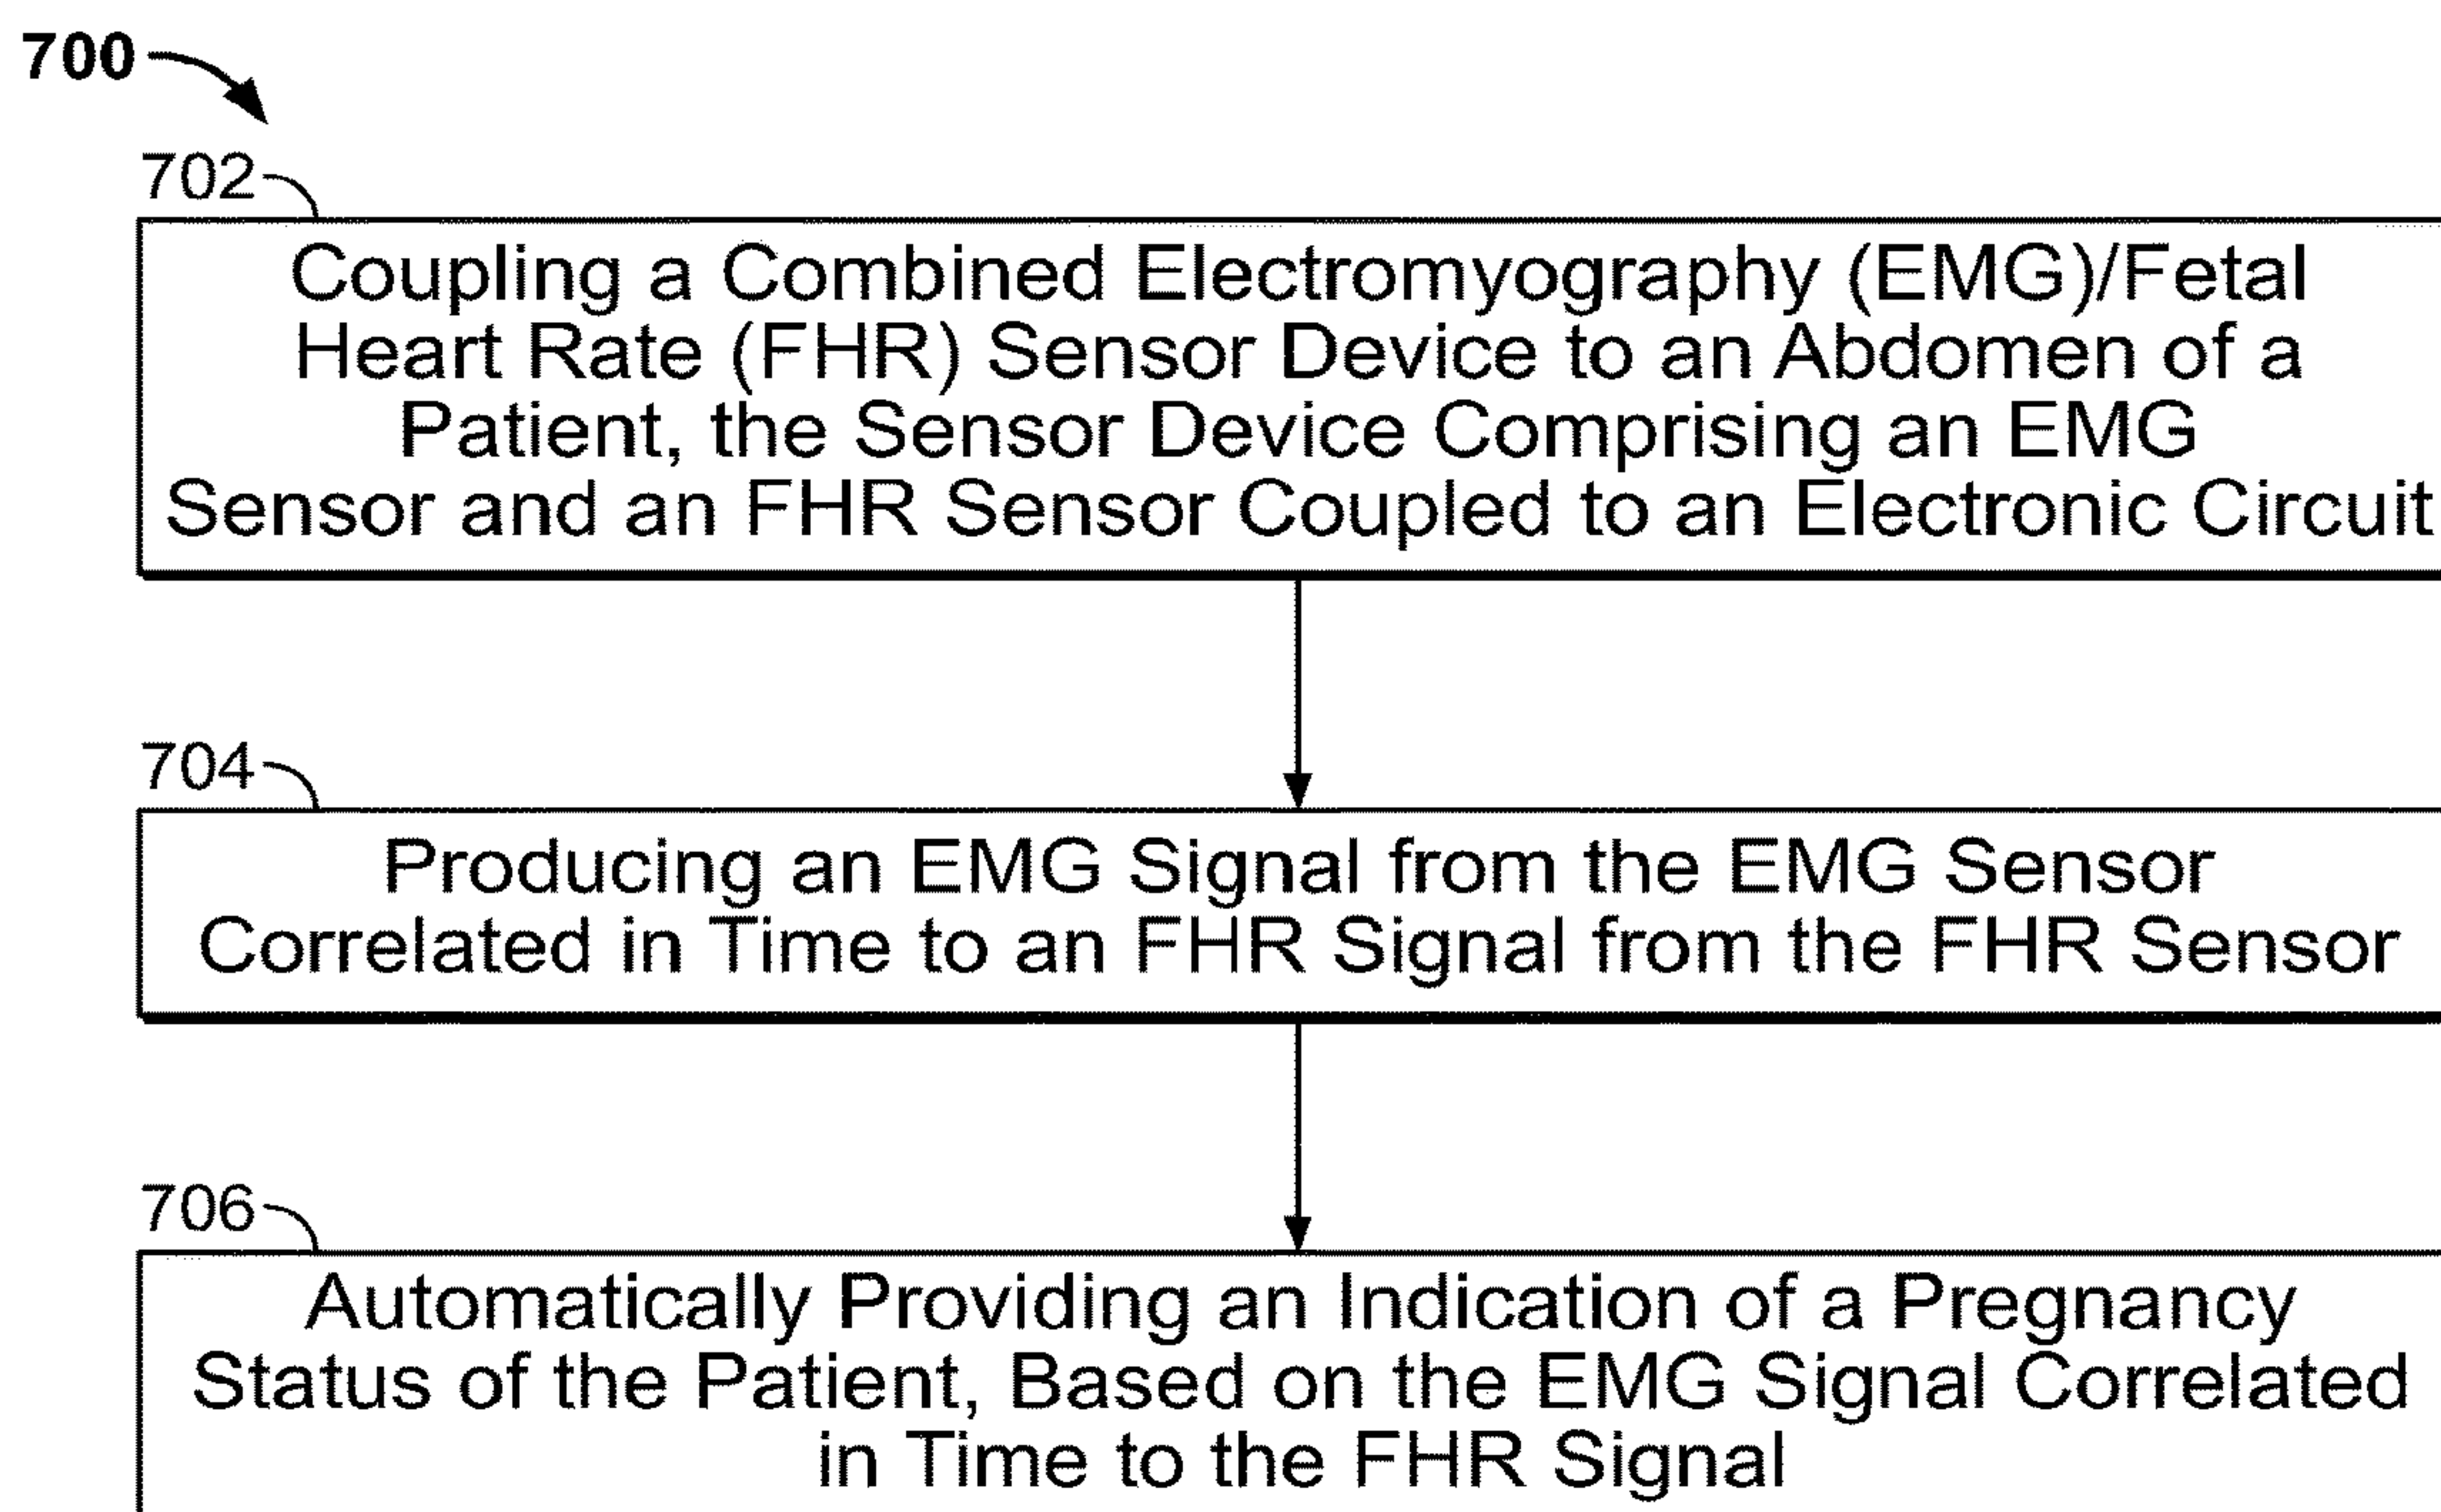 700
702
Coupling a Combined Electromyography (EMG)/Fetal
Heart Rate (FHR) Sensor Device to an Abdomen of a
Patient, the Sensor Device Comprising an EMG
Sensor and an FHR Sensor Coupled to an Electronic Circuit
704
Producing an EMG Signal from the EMG Sensor
Correlated in Time to an FHR Signal from the FHR Sensor
706
Automatically Providing an Indication of a Pregnancy
Status of the Patient, Based on the EMG Signal Correlated
in Time to the FHR Signal